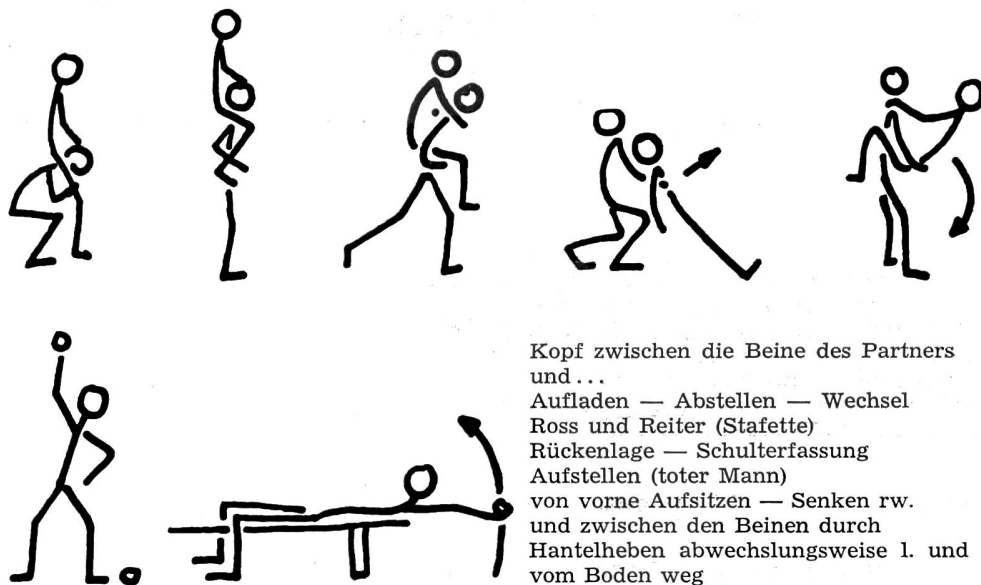 Kopf zwischen die Beine des Partners
und ...
Aufladen — Abstellen — Wechsel
Ross und Reiter (Stafette)
Rückenlage — Schulterfassung
Aufstellen (toter Mann)
von vorne Aufsitzen — Senken rw.
und zwischen den Beinen durch
Hantelheben abwechslungsweise l. und
vom Boden weg